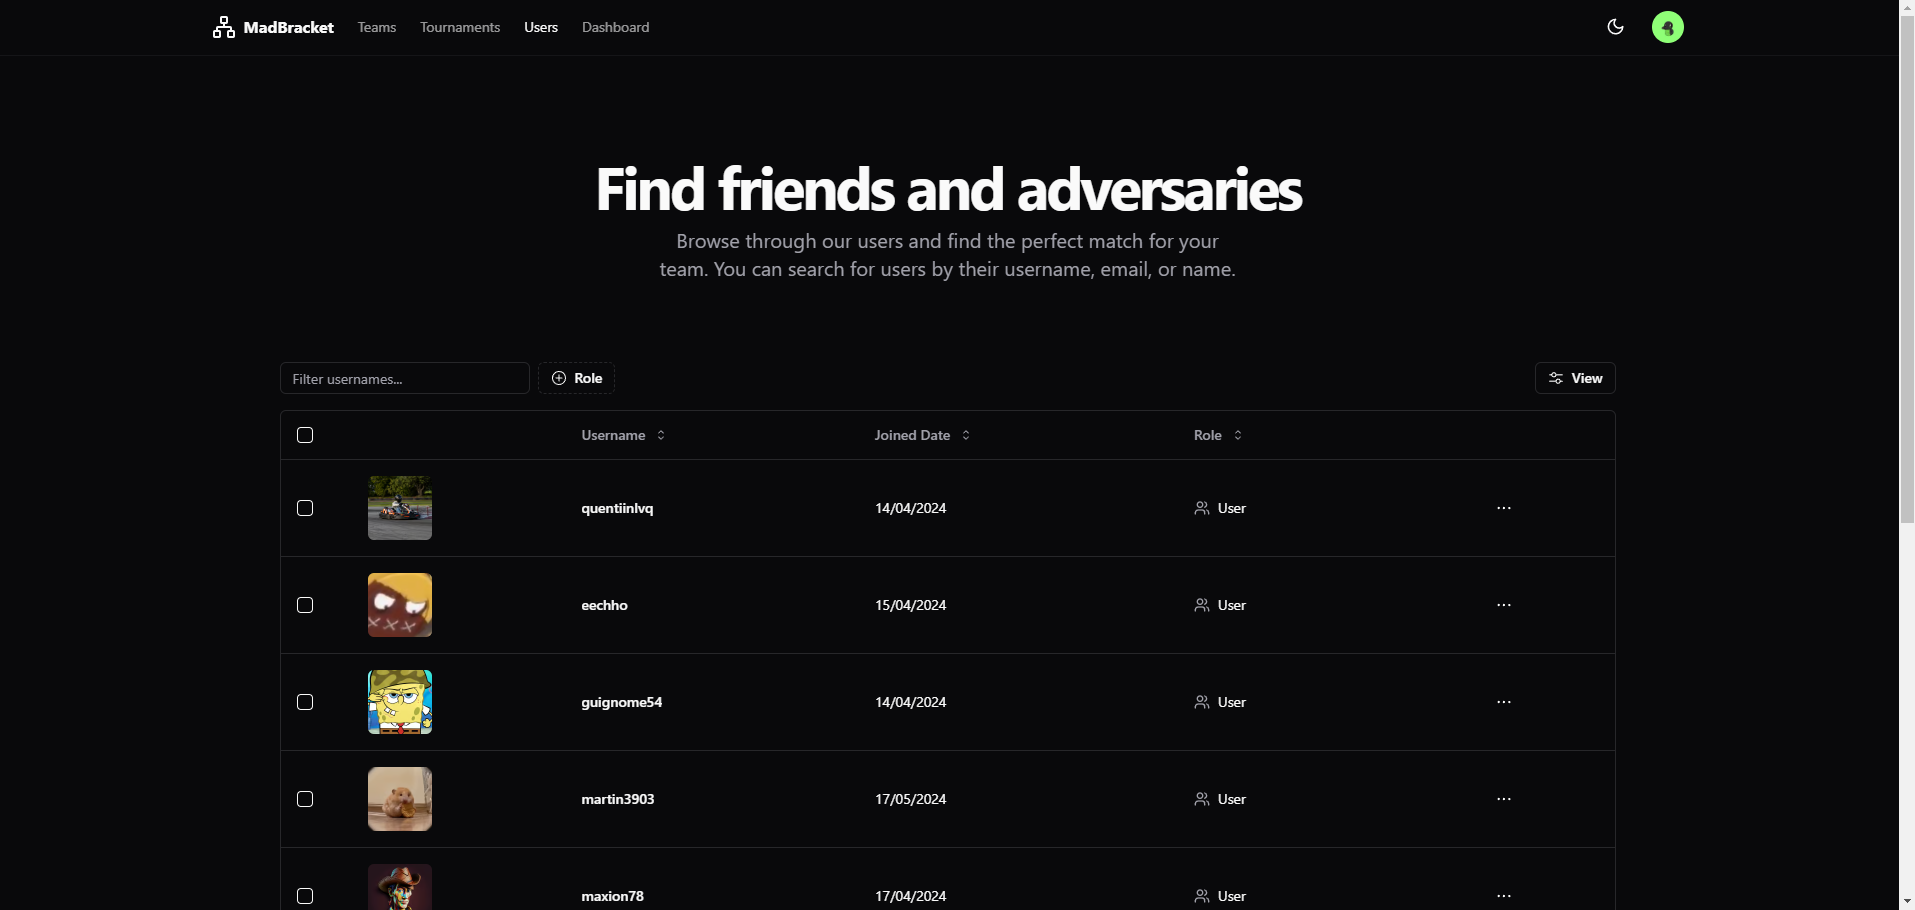 MadBracket Teams Tournaments Users Dashboard
Find friends and adversaries
Browse through our users and find the perfect match for your
team. You can search for users by their username, email, or name.
Filter usernames... Role View
Username Joined Date Role
quentiinlvq 14/04/2024 User
eechho 15/04/2024 User
guignome54 14/04/2024 User
martin3903 17/05/2024 User
maxion78 17/04/2024 User